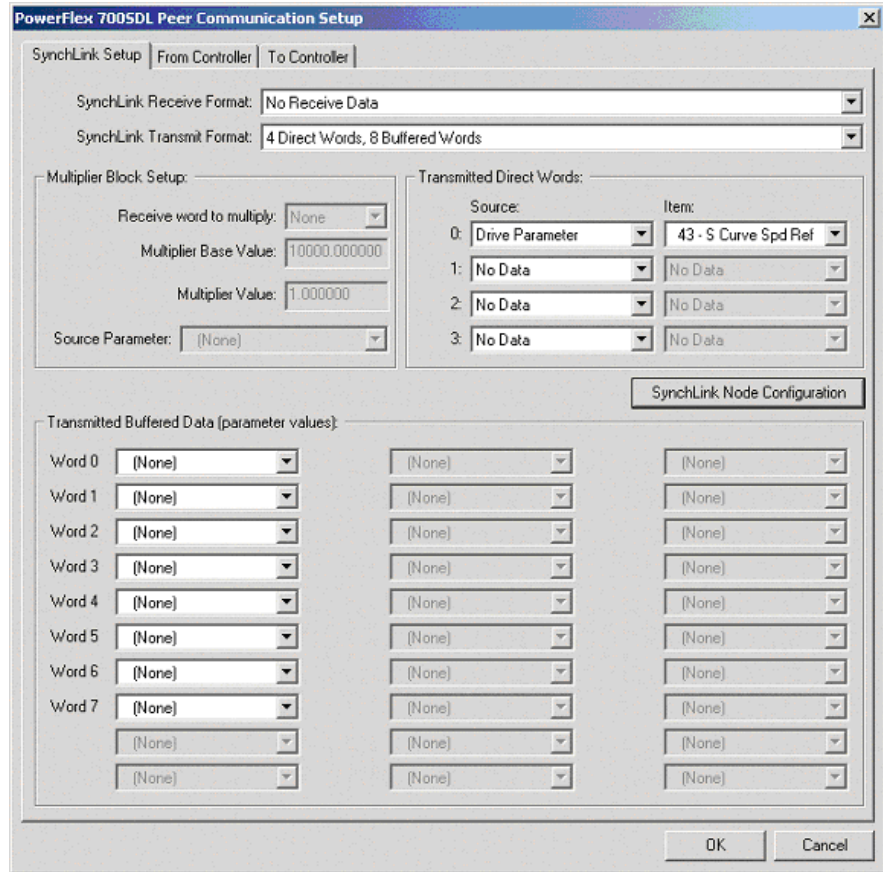 PowerFlex 700SDL Peer Communication Setup
SynchLink Setup From Controller To Controller
SynchLink Receive Format: No Receive Data
SynchLink Transmit Format: 4 Direct Words, 8 Buffered Words
Multiplier Block Setup:
Receive word to multiply: None
Multiplier Base Value: 10000.000000
Multiplier Value: 1.000000
Source Parameter: (None)
Transmitted Direct Words:
Source: Item:
0: Drive Parameter 43 - S Curve Spd Ref
1: No Data No Data
2: No Data No Data
3: No Data No Data
SynchLink Node Configuration
Transmitted Buffered Data (parameter values):
Word 0 (None) (None) (None)
Word 1 (None) (None) (None)
Word 2 (None) (None) (None)
Word 3 (None) (None) (None)
Word 4 (None) (None) (None)
Word 5 (None) (None) (None)
Word 6 (None) (None) (None)
Word 7 (None) (None) (None)
(None) (None) (None)
(None) (None) (None)
OK Cancel